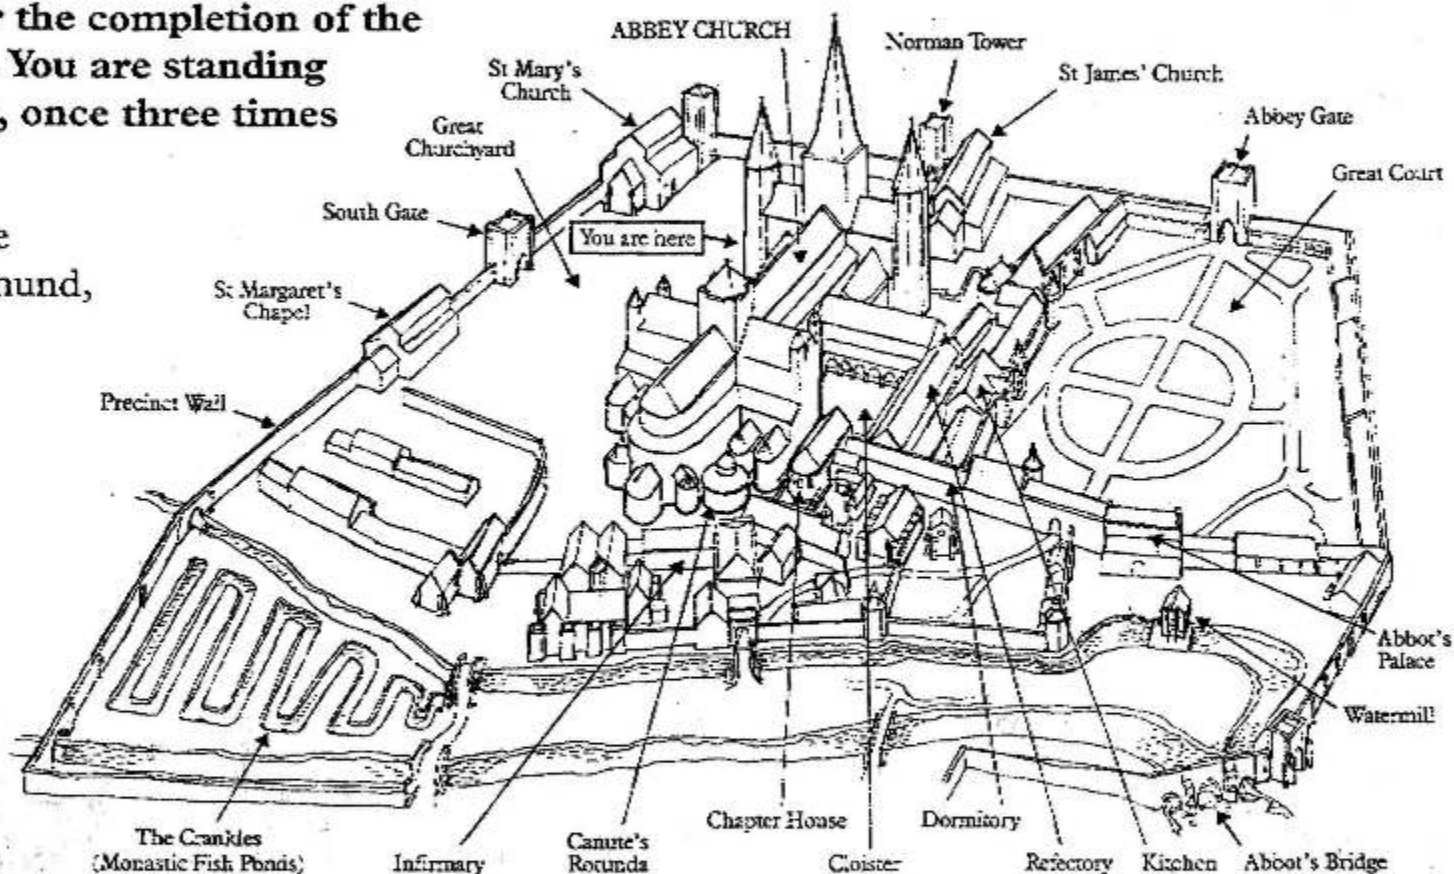 r the completion of the
You are standing
, once three times
e
nund,
ABBEY CHURCH
Norman Tower
St Mary's
Church
St James' Church
Great
Churchyard
Abbey Gate
Great Court
South Gate
You are here
St Margaret's
Chapel
Precinct Wall
Abbot's
Palace
Watermill
The Crankles
(Monastic Fish Ponds)
Infirmary
Canute's
Rotunda
Chapter House
Cloister
Dormitory
Refectory
Kitchen
Abbot's Bridge